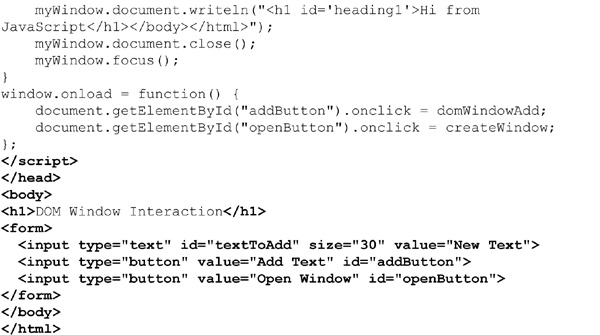 myWindow.document.writeln("<h1 id='heading1'>Hi from
JavaScript</h1></body></html>");
    myWindow.document.close();
    myWindow.focus();
}
window.onload = function() {
    document.getElementById("addButton").onclick = domWindowAdd;
    document.getElementById("openButton").onclick = createWindow;
};
</script>
</head>
<body>
<h1>DOM Window Interaction</h1>
<form>
  <input type="text" id="textToAdd" size="30" value="New Text">
  <input type="button" value="Add Text" id="addButton">
  <input type="button" value="Open Window" id="openButton">
</form>
</body>
</html>